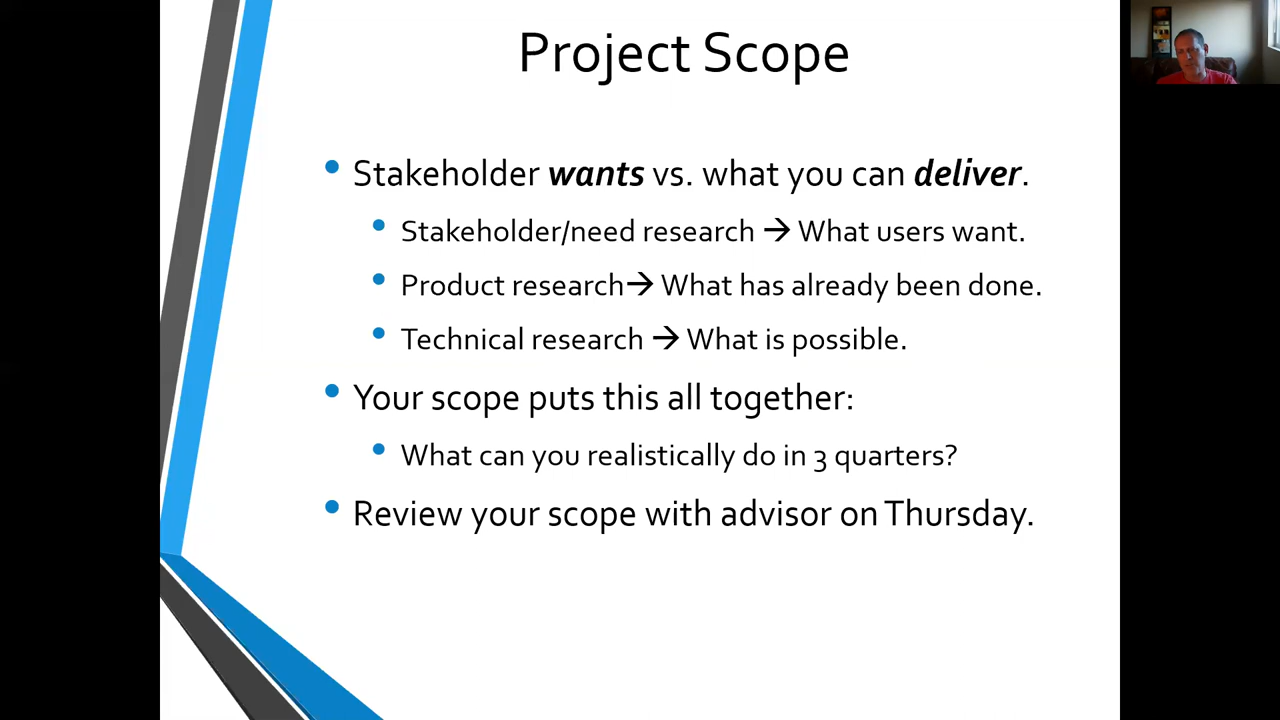 Project Scope
• Stakeholder wants vs. what you can deliver.
• Stakeholder/need research → What users want.
• Product research→ What has already been done.
• Technical research → What is possible.
• Your scope puts this all together:
• What can you realistically do in 3 quarters?
• Review your scope with advisor on Thursday.